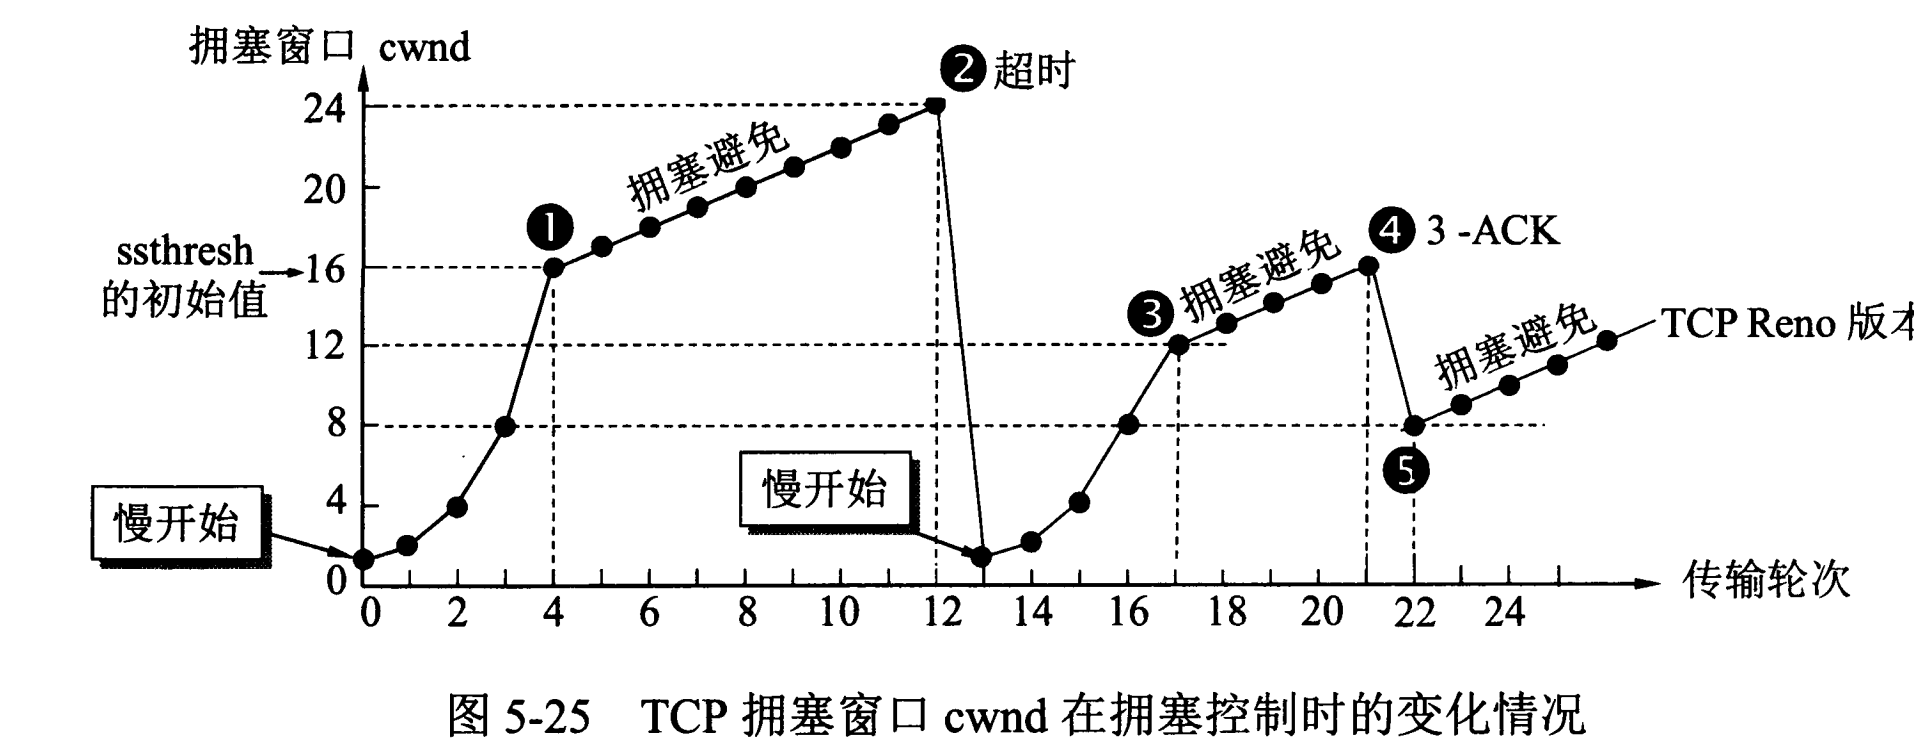 拥塞窗口 cwnd
❷ 超时
24
拥塞避免
20
❶
❹ 3 -ACK
ssthresh
的初始值
16
拥塞避免
❸
12
TCP Reno 版本
拥塞避免
8
❺
慢开始
4
慢开始
0
0 2 4 6 8 10 12 14 16 18 20 22 24
传输轮次
图 5-25 TCP 拥塞窗口 cwnd 在拥塞控制时的变化情况